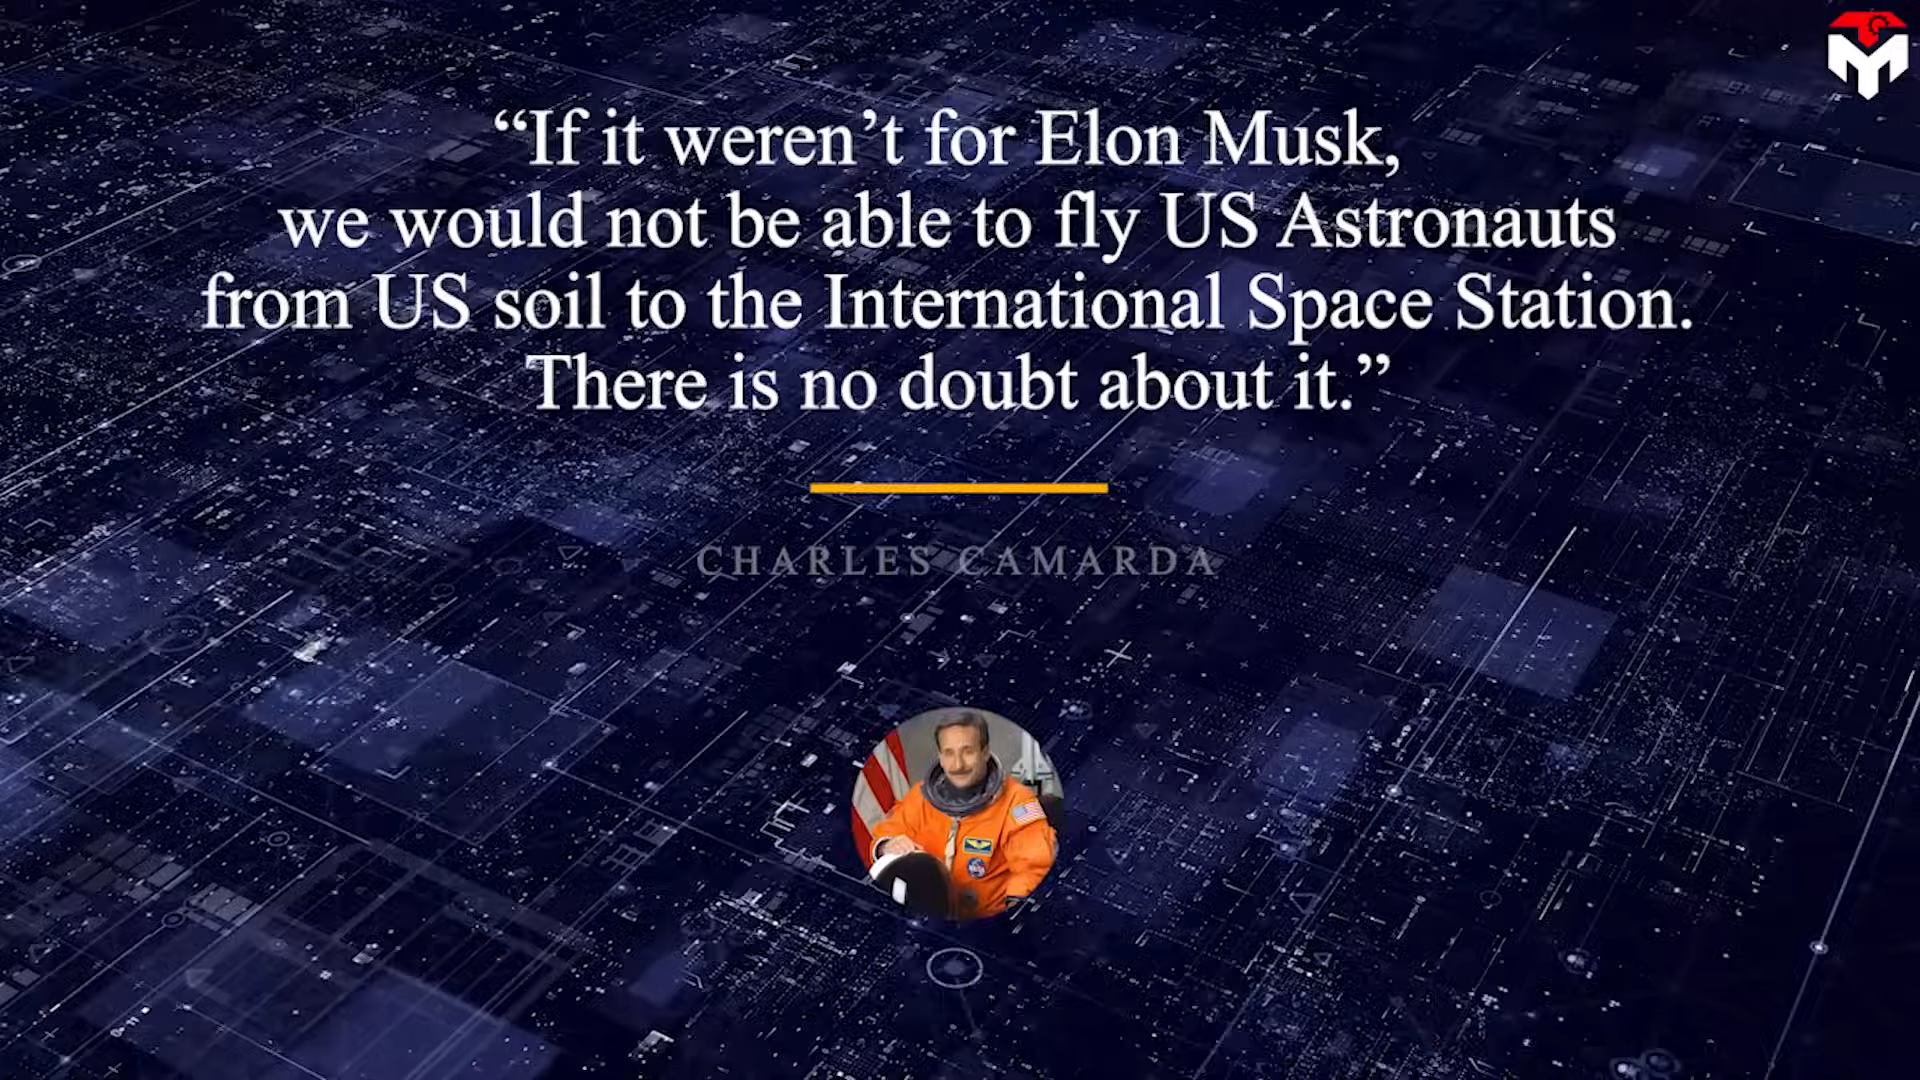 “If it weren’t for Elon Musk,
we would not be able to fly US Astronauts
from US soil to the International Space Station.
There is no doubt about it.”
CHARLES CAMARDA